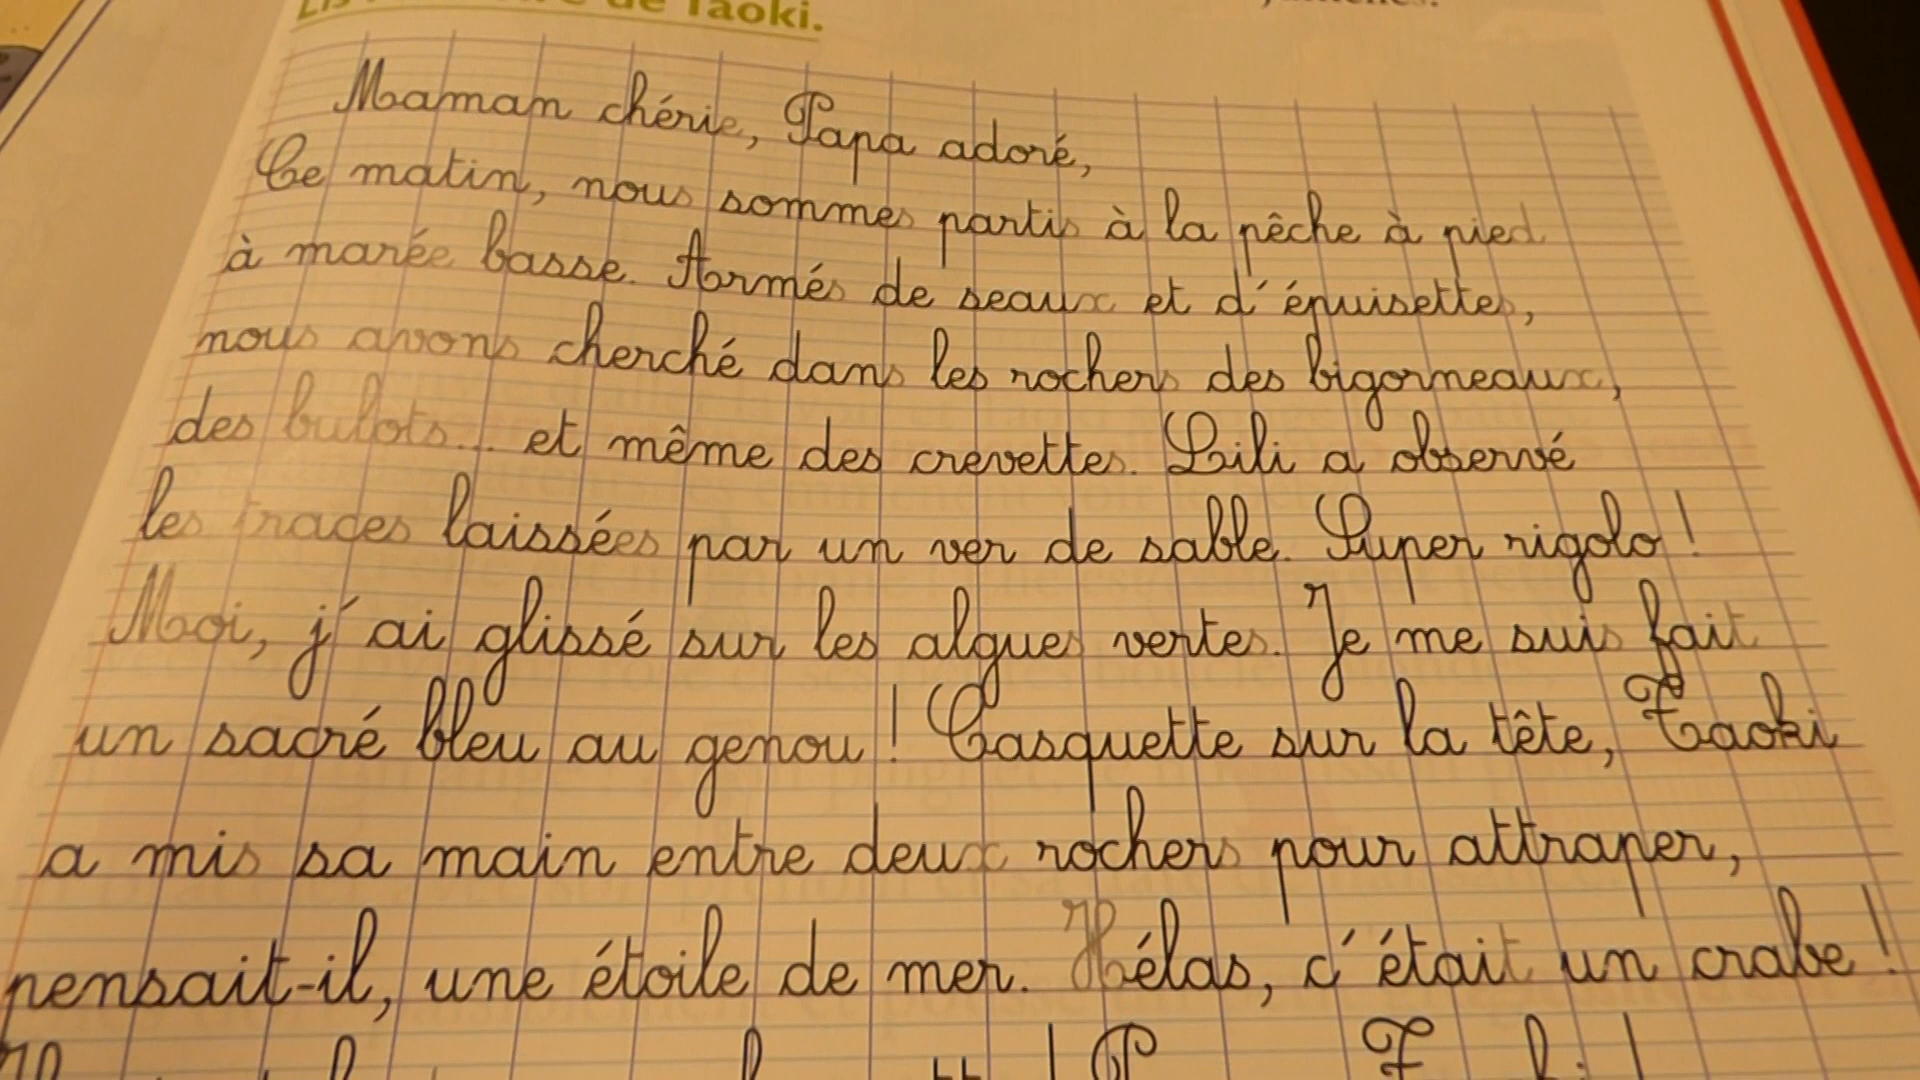 de Taoki.
Maman chérie, Papa adoré,
Ce matin, nous sommes partis à la pêche à pied
à marée basse. Armés de seaux et d'épuisettes,
nous avons cherché dans les rochers des bigorneaux,
des bulots... et même des crevettes. Lili a observé
les traces laissées par un ver de sable. Super rigolo !
Moi, j'ai glissé sur les algues vertes. Je me suis fait
un sacré bleu au genou ! Casquette sur la tête, Taoki
a mis sa main entre deux rochers pour attraper,
pensait-il, une étoile de mer. Hélas, c'était un crabe !